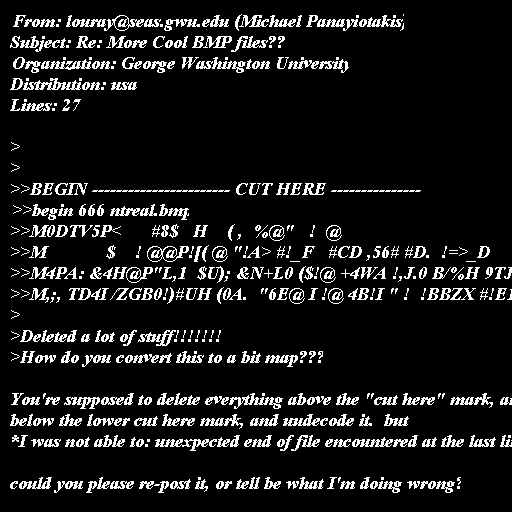 From: louray@seas.gwu.edu (Michael Panayiotakis)
Subject: Re: More Cool BMP files??
Organization: George Washington University
Distribution: usa
Lines: 27
>
>
>>BEGIN ----------------------- CUT HERE ---------------
>>begin 666 ntreal.bmp
>>M0DTV5P<      #8$   H    ( ,  %@"   !  @
>>M            $    ! @@P![( @ "!A> #!_F   #CD ,56# #D.  !=>_D
>>M4PA: &4H@P"L,1  $U); &N+L0 ($!@ +4WA !,J.0 B/%H 9TJ
>>M,;, TD4I /ZGB0!)#UH (0A.  "6E@ I !@ 4B!I " !  !BBZX #!E1
>
>Deleted a lot of stuff!!!!!!!
>How do you convert this to a bit map???
You're supposed to delete everything above the "cut here" mark,
below the lower cut here mark, and uudecode it.  but
*I was not able to: unexpected end of file encountered at the last
could you please re-post it, or tell be what I'm doing wrong?